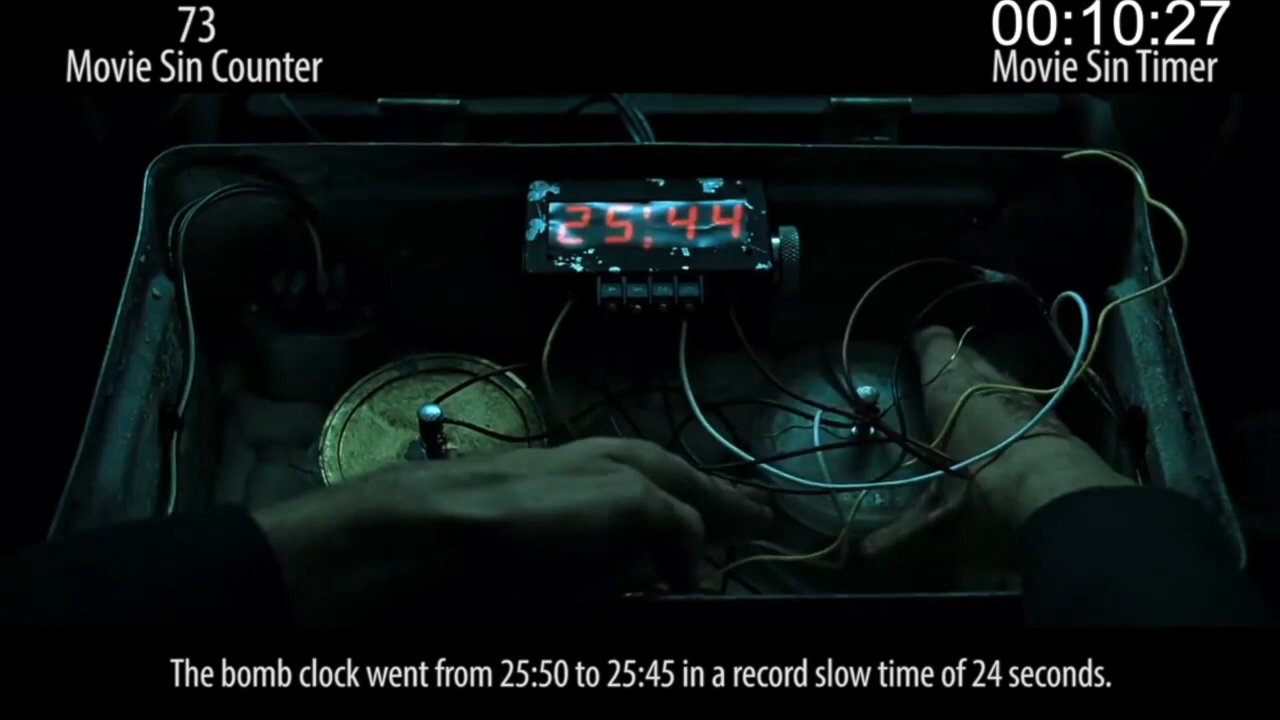 73
Movie Sin Counter
00:10:27
Movie Sin Timer
25:44
The bomb clock went from 25:50 to 25:45 in a record slow time of 24 seconds.